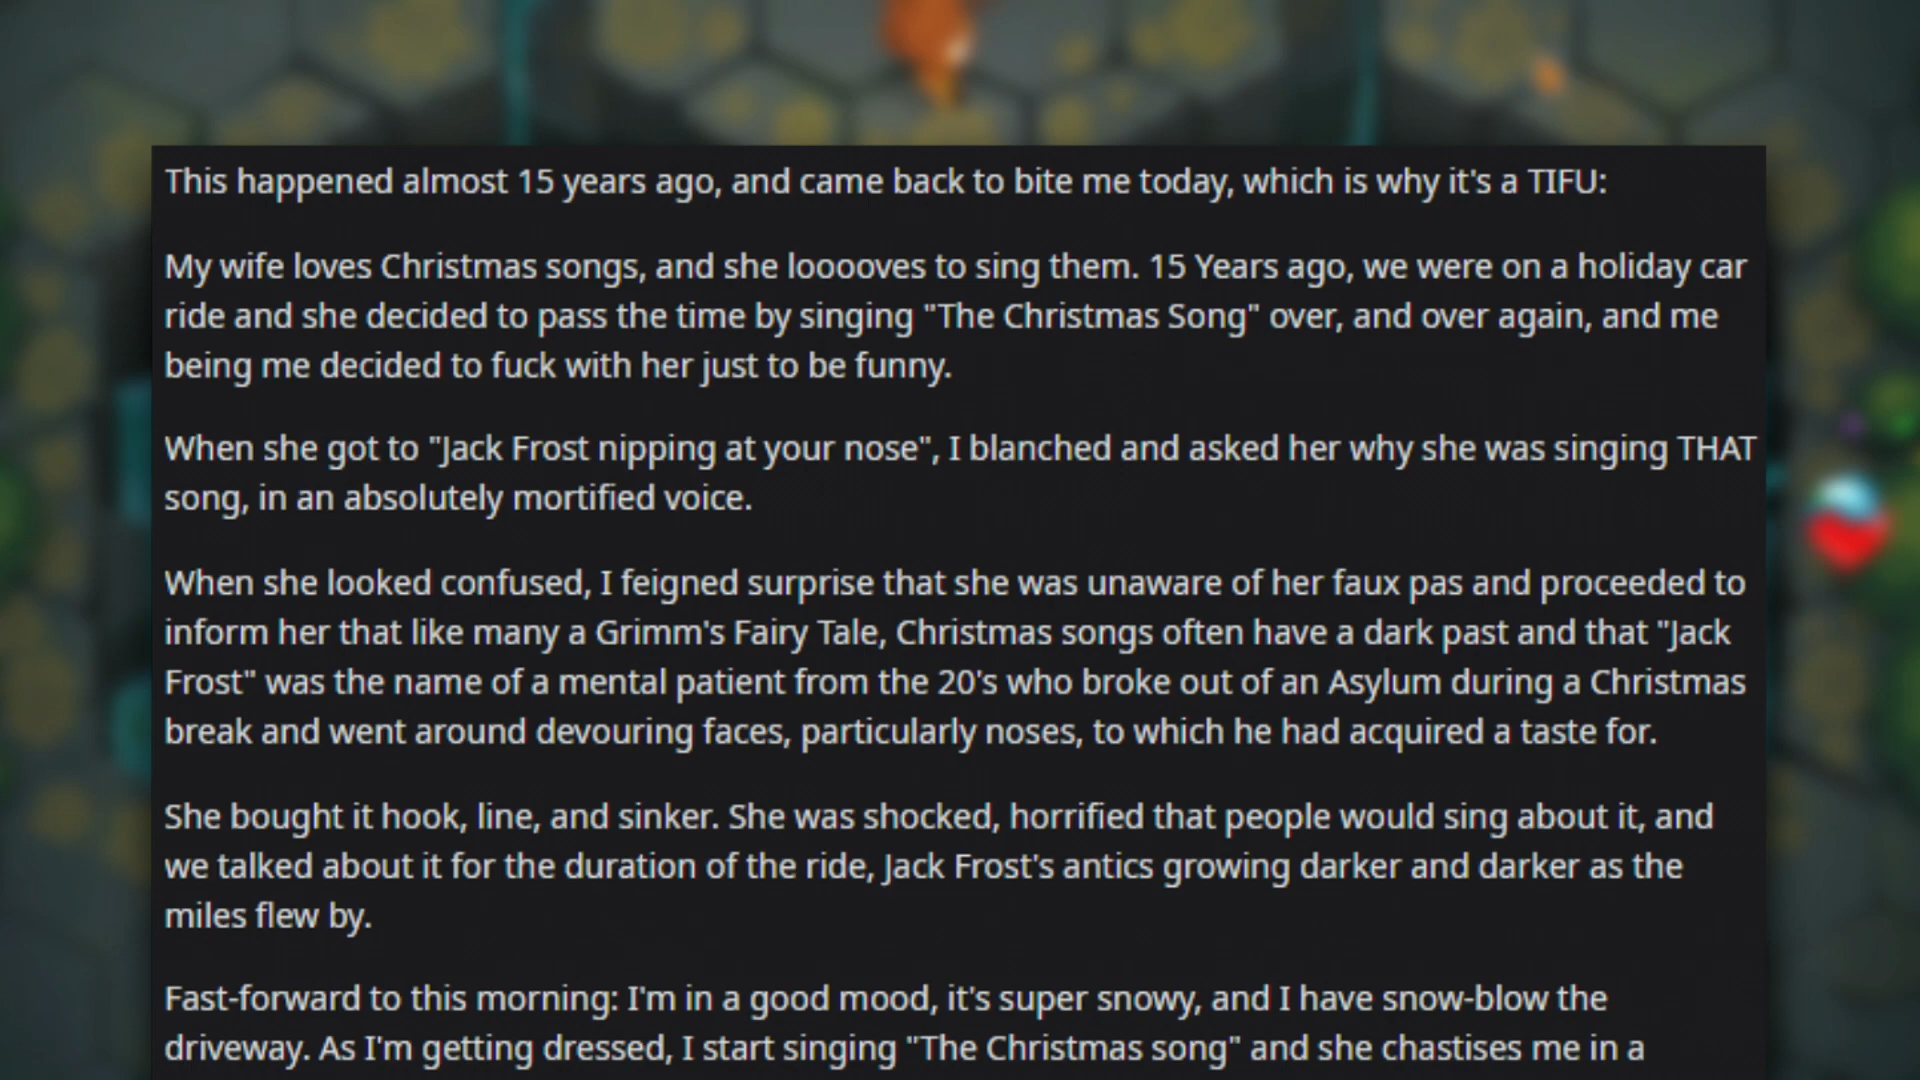 This happened almost 15 years ago, and came back to bite me today, which is why it's a TIFU:
My wife loves Christmas songs, and she looooves to sing them. 15 Years ago, we were on a holiday car
ride and she decided to pass the time by singing "The Christmas Song" over, and over again, and me
being me decided to fuck with her just to be funny.
When she got to "Jack Frost nipping at your nose", I blanched and asked her why she was singing THAT
song, in an absolutely mortified voice.
When she looked confused, I feigned surprise that she was unaware of her faux pas and proceeded to
inform her that like many a Grimm's Fairy Tale, Christmas songs often have a dark past and that "Jack
Frost" was the name of a mental patient from the 20's who broke out of an Asylum during a Christmas
break and went around devouring faces, particularly noses, to which he had acquired a taste for.
She bought it hook, line, and sinker. She was shocked, horrified that people would sing about it, and
we talked about it for the duration of the ride, Jack Frost's antics growing darker and darker as the
miles flew by.
Fast-forward to this morning: I'm in a good mood, it's super snowy, and I have snow-blow the
driveway. As I'm getting dressed, I start singing "The Christmas song" and she chastises me in a